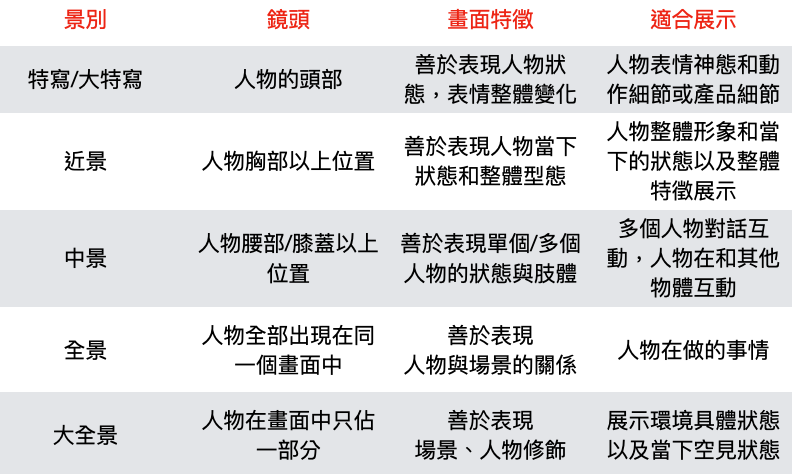 景別 鏡頭 畫面特徵 適合展示
特寫/大特寫 人物的頭部 善於表現人物狀 人物表情神態和動
態，表情整體變化 作細節或產品細節
近景 人物胸部以上位置 善於表現人物當下 人物整體形象和當
狀態和整體型態 下的狀態以及整體
特徵展示
中景 人物腰部/膝蓋以上 善於表現單個/多個 多個人物對話互
位置 人物的狀態與肢體 動，人物在和其他
物體互動
全景 人物全部出現在同 善於表現 人物在做的事情
一個畫面中 人物與場景的關係
大全景 人物在畫面中只佔 善於表現 展示環境具體狀態
一部分 場景、人物修飾 以及當下空見狀態